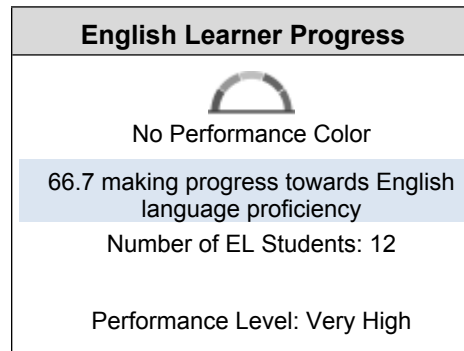 English Learner Progress
No Performance Color
66.7 making progress towards English
language proficiency
Number of EL Students: 12
Performance Level: Very High